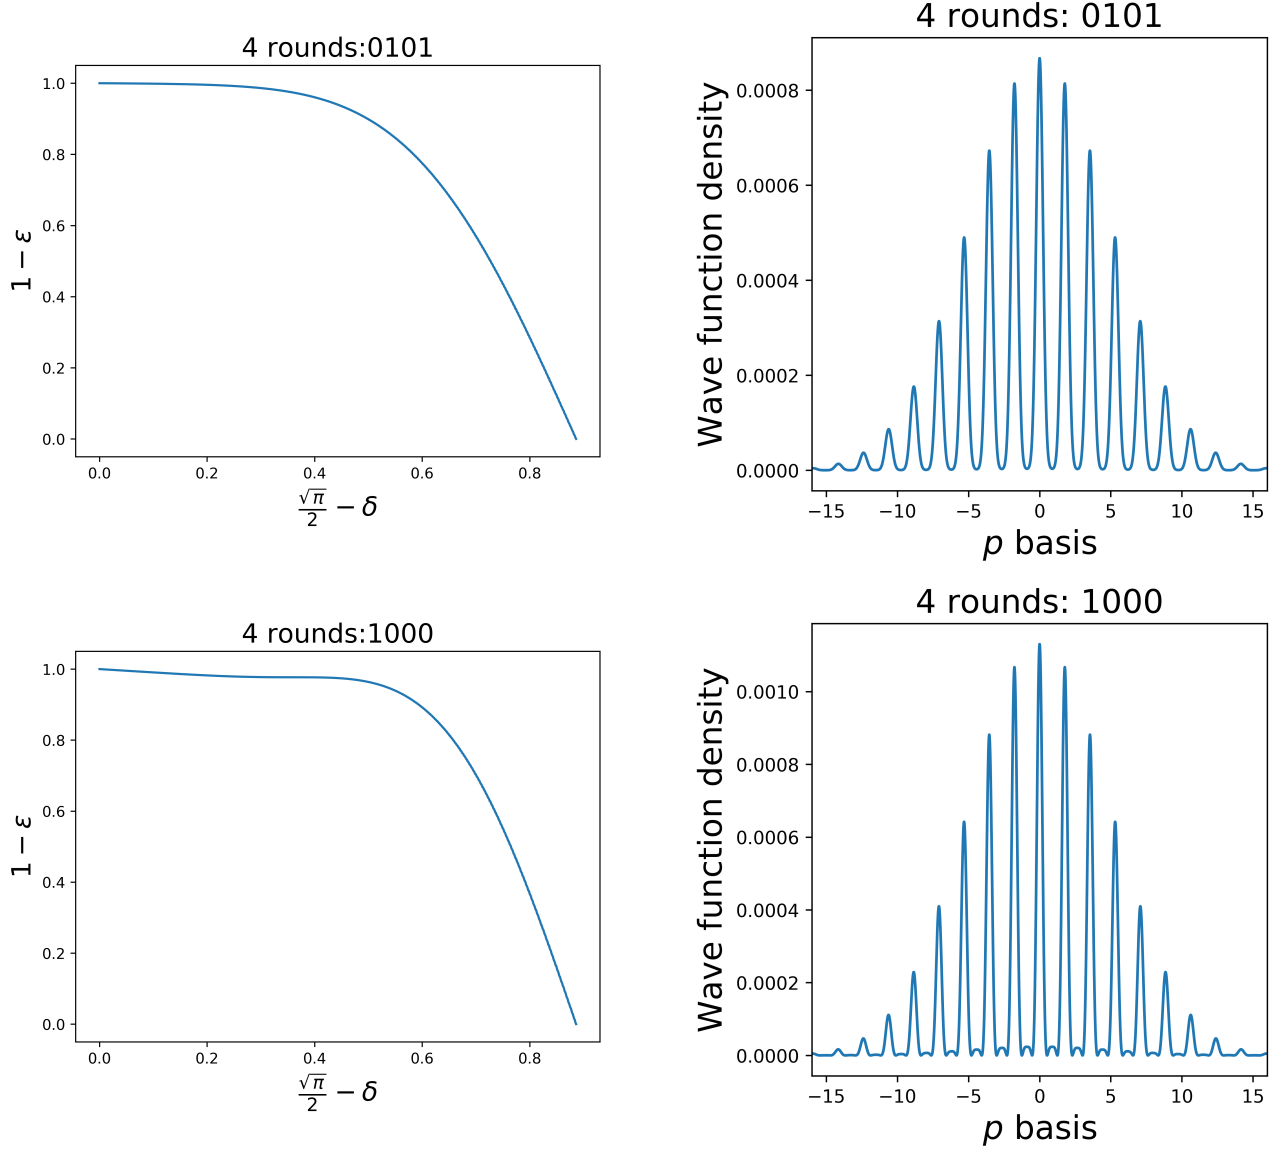 4 rounds:0101
1 − ε
1.0
0.8
0.6
0.4
0.2
0.0
0.0 0.2 0.4 0.6 0.8
√π/2 − δ
4 rounds: 0101
Wave function density
0.0008
0.0006
0.0004
0.0002
0.0000
−15 −10 −5 0 5 10 15
p basis
4 rounds:1000
1 − ε
1.0
0.8
0.6
0.4
0.2
0.0
0.0 0.2 0.4 0.6 0.8
√π/2 − δ
4 rounds: 1000
Wave function density
0.0010
0.0008
0.0006
0.0004
0.0002
0.0000
−15 −10 −5 0 5 10 15
p basis